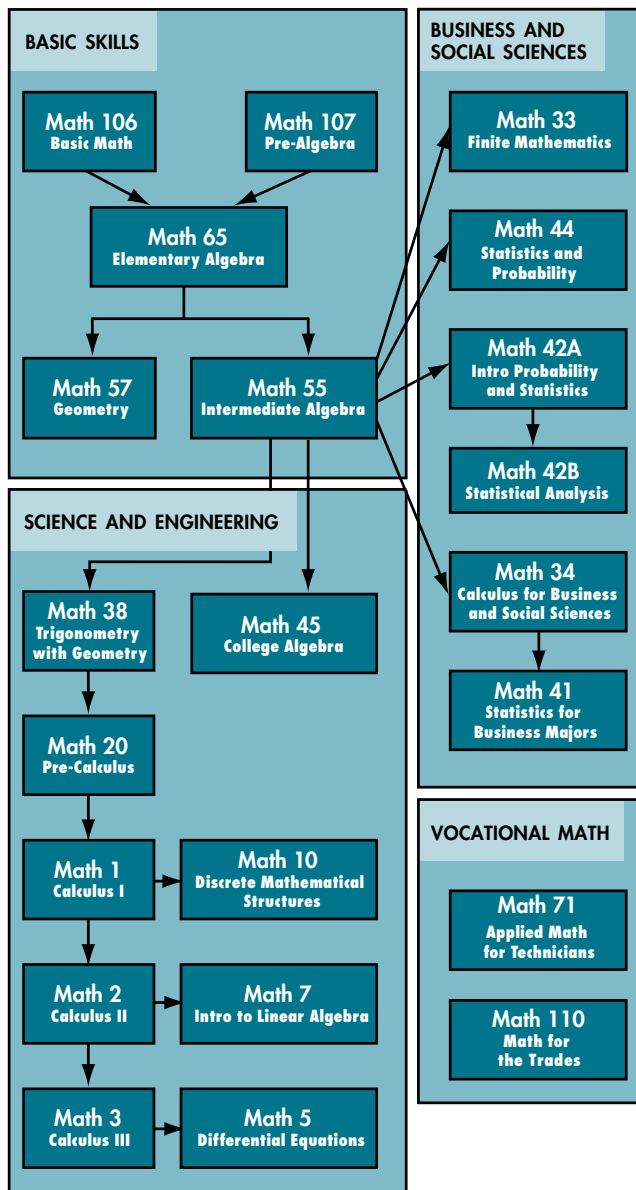 BASIC SKILLS
Math 106
Basic Math
Math 107
Pre-Algebra
Math 65
Elementary Algebra
Math 57
Geometry
Math 55
Intermediate Algebra
BUSINESS AND
SOCIAL SCIENCES
Math 33
Finite Mathematics
Math 44
Statistics and
Probability
Math 42A
Intro Probability
and Statistics
Math 42B
Statistical Analysis
Math 34
Calculus for Business
and Social Sciences
Math 41
Statistics for
Business Majors
SCIENCE AND ENGINEERING
Math 38
Trigonometry
with Geometry
Math 45
College Algebra
Math 20
Pre-Calculus
Math 1
Calculus I
Math 10
Discrete Mathematical
Structures
Math 2
Calculus II
Math 7
Intro to Linear Algebra
Math 3
Calculus III
Math 5
Differential Equations
VOCATIONAL MATH
Math 71
Applied Math
for Technicians
Math 110
Math for
the Trades